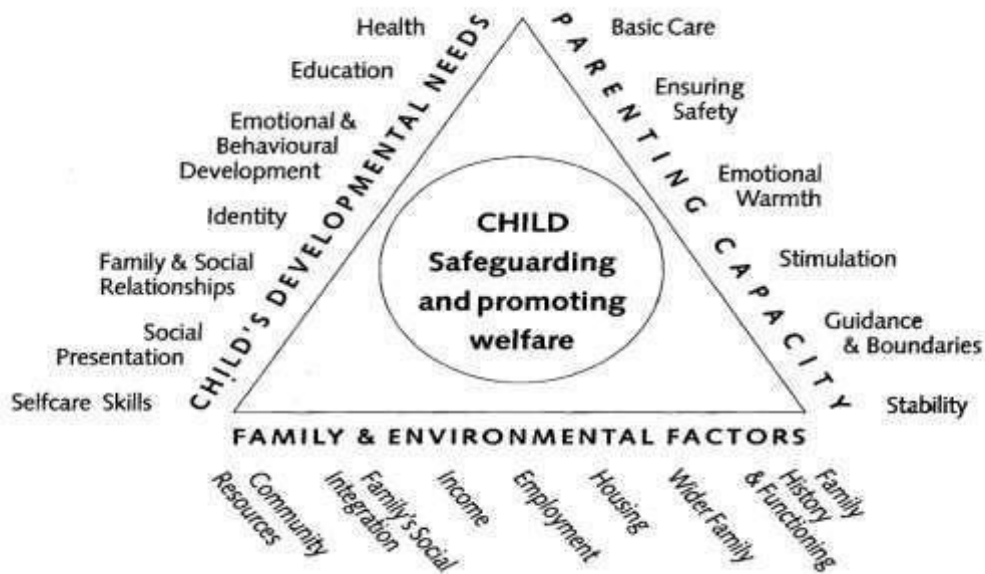 Health
Education
Emotional &
Behavioural
Development
Identity
Family & Social
Relationships
Social
Presentation
Selfcare Skills
CHILD'S DEVELOPMENTAL NEEDS
CHILD
Safeguarding
and promoting
welfare
PARENTING CAPACITY
Basic Care
Ensuring
Safety
Emotional
Warmth
Stimulation
Guidance
& Boundaries
Stability
FAMILY & ENVIRONMENTAL FACTORS
Community
Resources
Family's Social
Integration
Income
Employment
Housing
Wider Family
Family
History
& Functioning